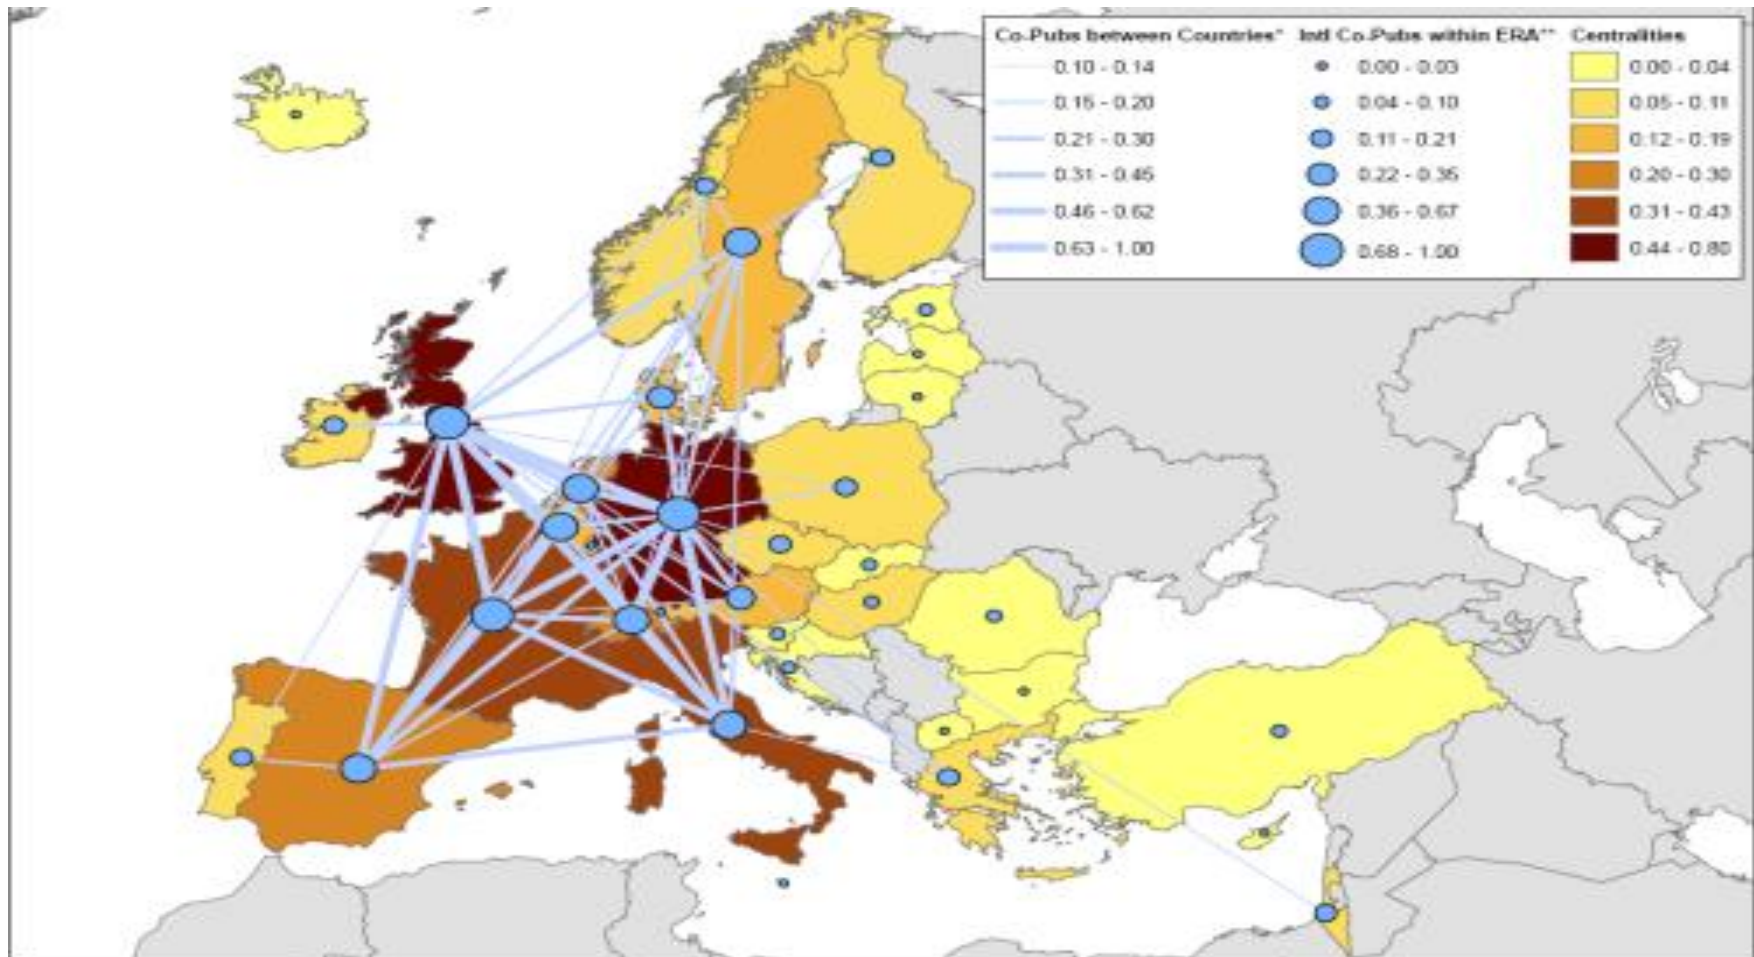 Co-Pubs between Countries* Intl Co-Pubs within ERA** Centralities
0.10 - 0.14 0.00 - 0.03 0.00 - 0.04
0.15 - 0.20 0.04 - 0.10 0.05 - 0.11
0.21 - 0.30 0.11 - 0.21 0.12 - 0.19
0.31 - 0.45 0.22 - 0.35 0.20 - 0.30
0.46 - 0.62 0.36 - 0.67 0.31 - 0.43
0.63 - 1.00 0.68 - 1.00 0.44 - 0.80